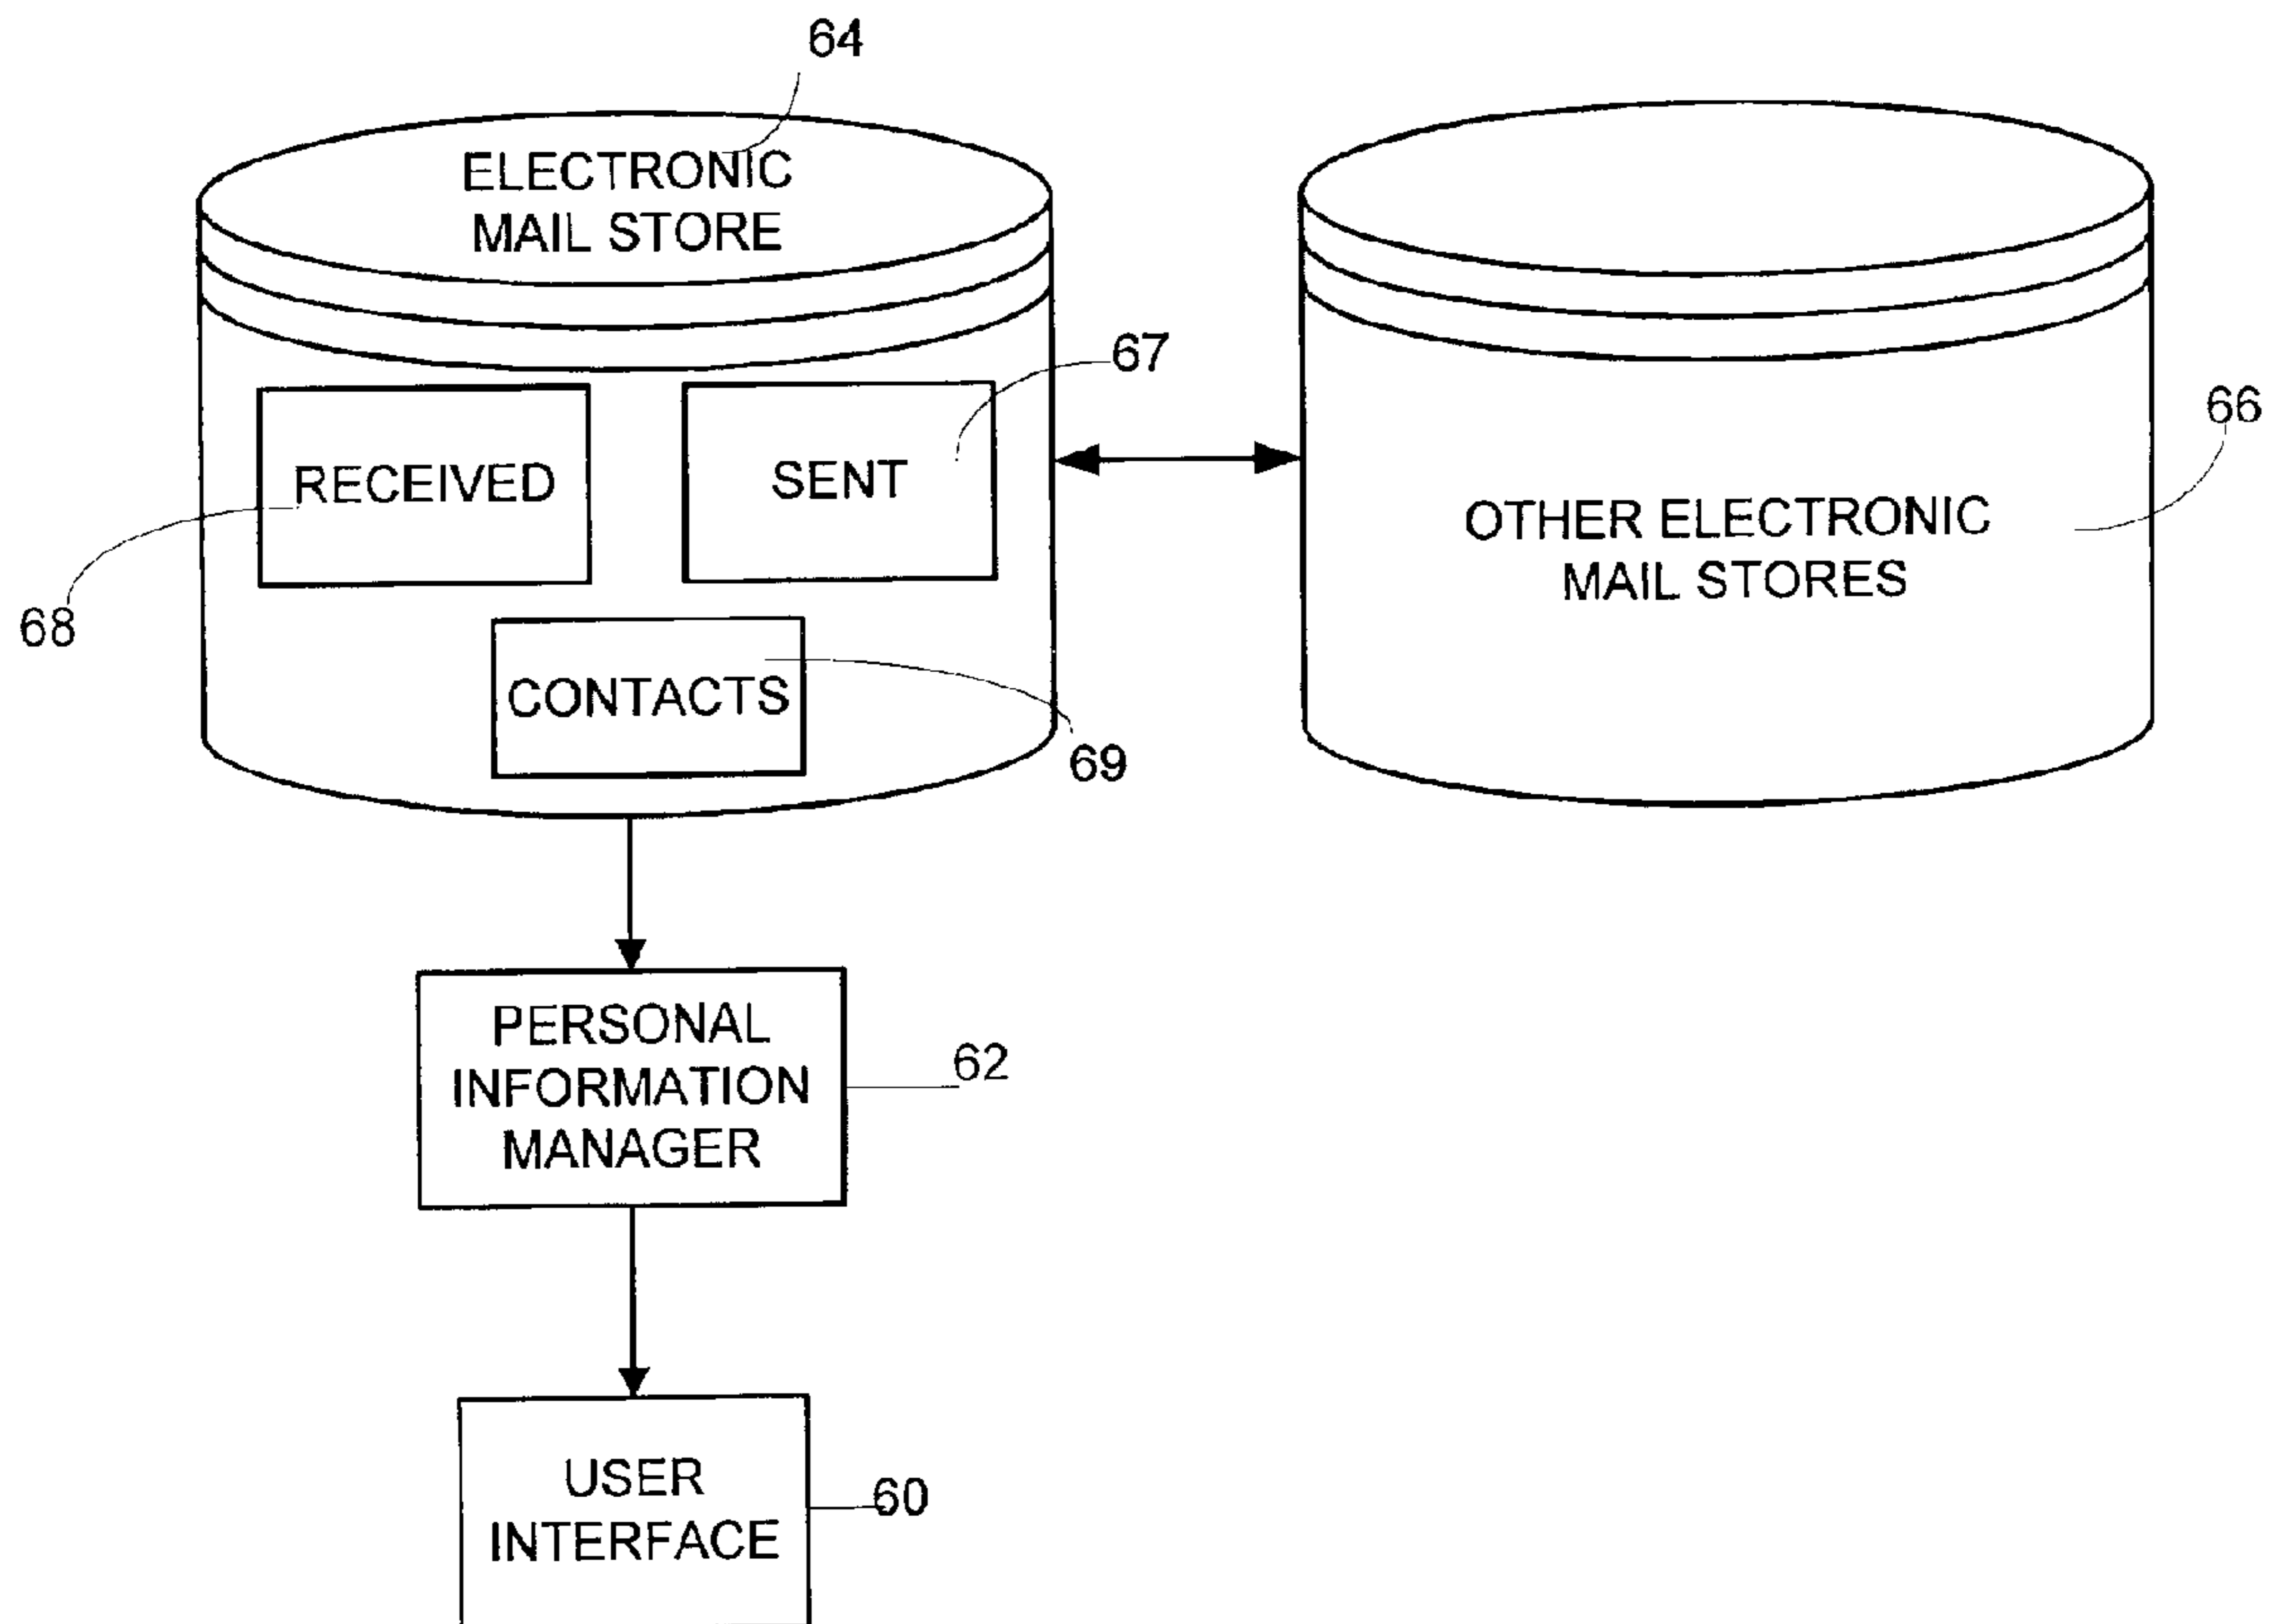 64
ELECTRONIC
MAIL STORE
67
66
RECEIVED
SENT
OTHER ELECTRONIC
MAIL STORES
68
CONTACTS
69
PERSONAL
INFORMATION
MANAGER
62
USER
INTERFACE
60